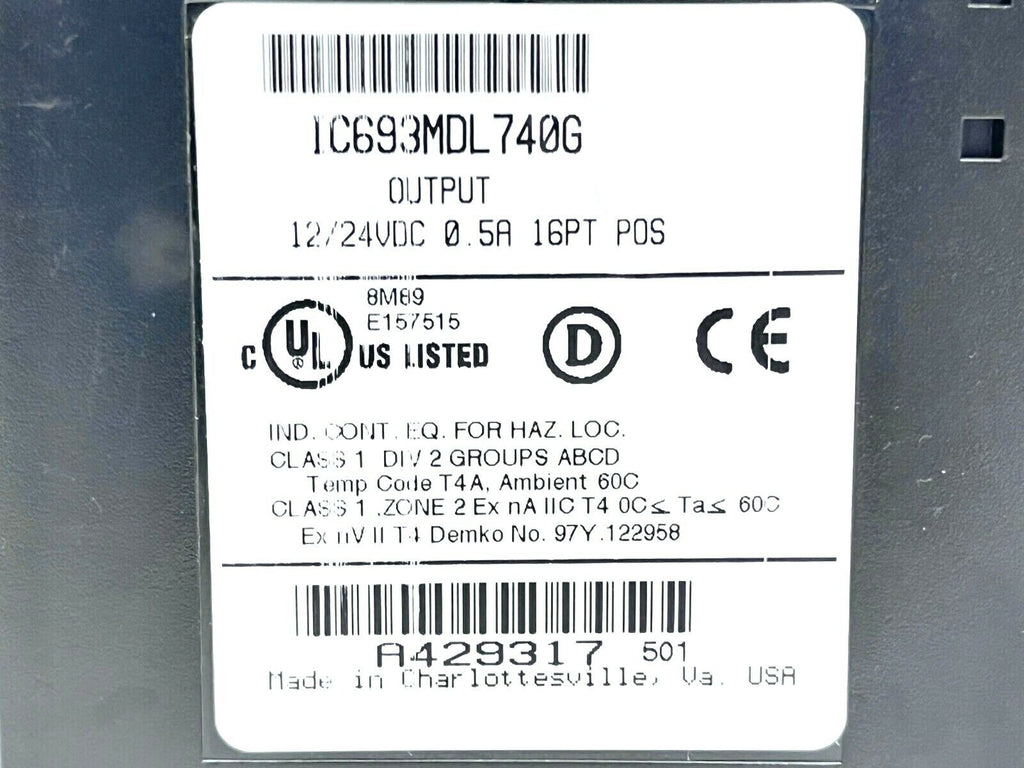 IC693MDL740G
OUTPUT
12/24VDC 0.5A 16PT POS
8M89
E157515
C UL US LISTED
D
CE
IND. CONT. EQ. FOR HAZ. LOC.
CLASS 1 DIV 2 GROUPS ABCD
Temp Code T4A, Ambient 60C
CLASS 1 ,ZONE 2 Ex nA IIC T4 0C≤ Ta≤ 60C
Ex nV II T4 Demko No. 97Y.122958
A429317 501
Made in Charlottesville, Va. USA